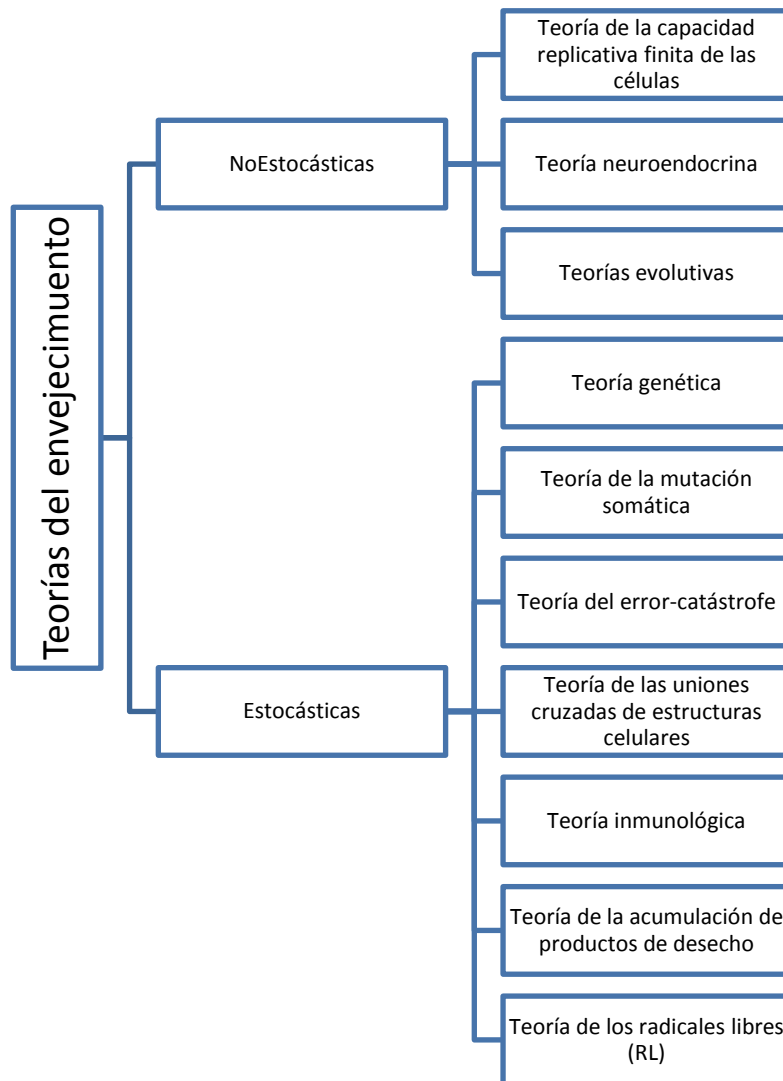 Teorías del envejecimuento
NoEstocásticas
Teoría de la capacidad
replicativa finita de las
células
Teoría neuroendocrina
Teorías evolutivas
Estocásticas
Teoría genética
Teoría de la mutación
somática
Teoría del error-catástrofe
Teoría de las uniones
cruzadas de estructuras
celulares
Teoría inmunológica
Teoría de la acumulación de
productos de desecho
Teoría de los radicales libres
(RL)